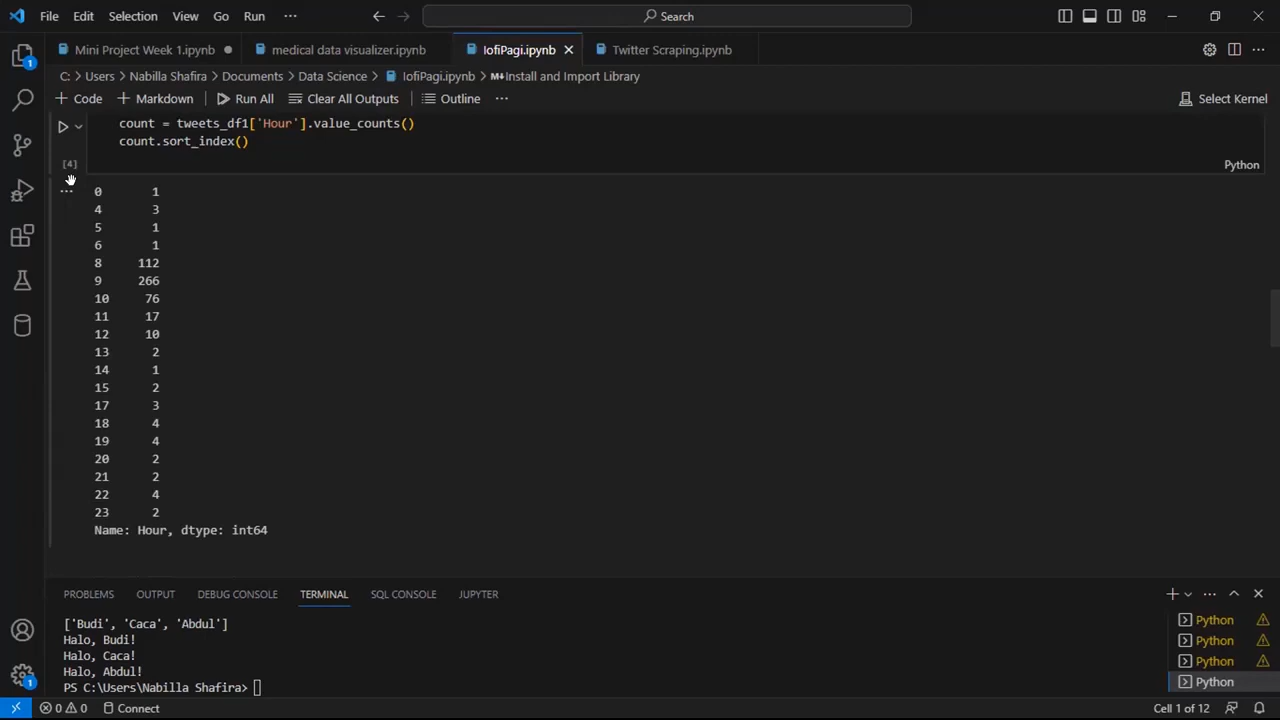 File Edit Selection View Go Run ··· Search
Mini Project Week 1.ipynb medical data visualizer.ipynb IofiPagi.ipynb Twitter Scraping.ipynb
C: > Users > Nabilla Shafira > Documents > Data Science > IofiPagi.ipynb > M↓Install and Import Library
+ Code + Markdown Run All Clear All Outputs Outline ··· Select Kernel
count = tweets_df1['Hour'].value_counts()
count.sort_index()
[4]
Python
0 1
4 3
5 1
6 1
8 112
9 266
10 76
11 17
12 10
13 2
14 1
15 2
17 3
18 4
19 4
20 2
21 2
22 4
23 2
Name: Hour, dtype: int64
PROBLEMS OUTPUT DEBUG CONSOLE TERMINAL SQL CONSOLE JUPYTER
['Budi', 'Caca', 'Abdul']
Halo, Budi!
Halo, Caca!
Halo, Abdul!
PS C:\Users\Nabilla Shafira>
Python
Python
Python
Python
0 0 Connect Cell 1 of 12
1
1